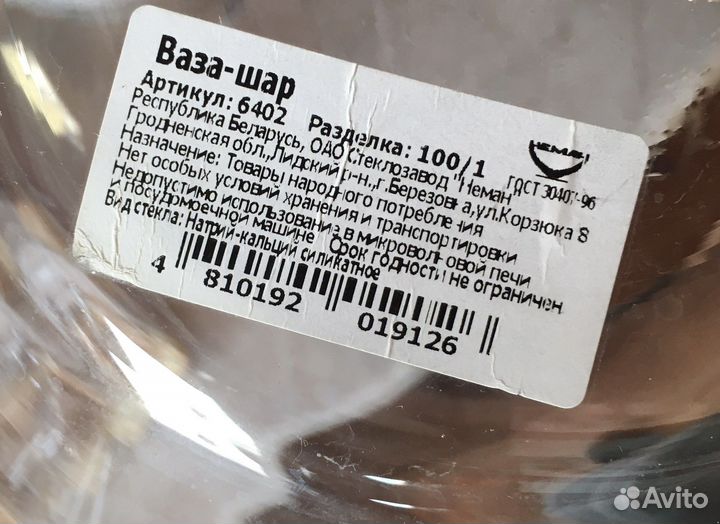 Ваза-шар
Артикул: 6402 Разделка: 100/1
Республика Беларусь, ОАО Стеклозавод "Неман"
Гродненская обл., Лидский р-н., г.Березовка, ул.Корзюка 8
Назначение: Товары народного потребления
Нет особых условий хранения и транспортировки
Недопустимо использование в микроволновой печи
и посудомоечной машине Срок годности не ограничен
Вид стекла: Натрий-кальций силикатное
НЕМАН
ГОСТ 30407-96
4 810192 019126
Avito